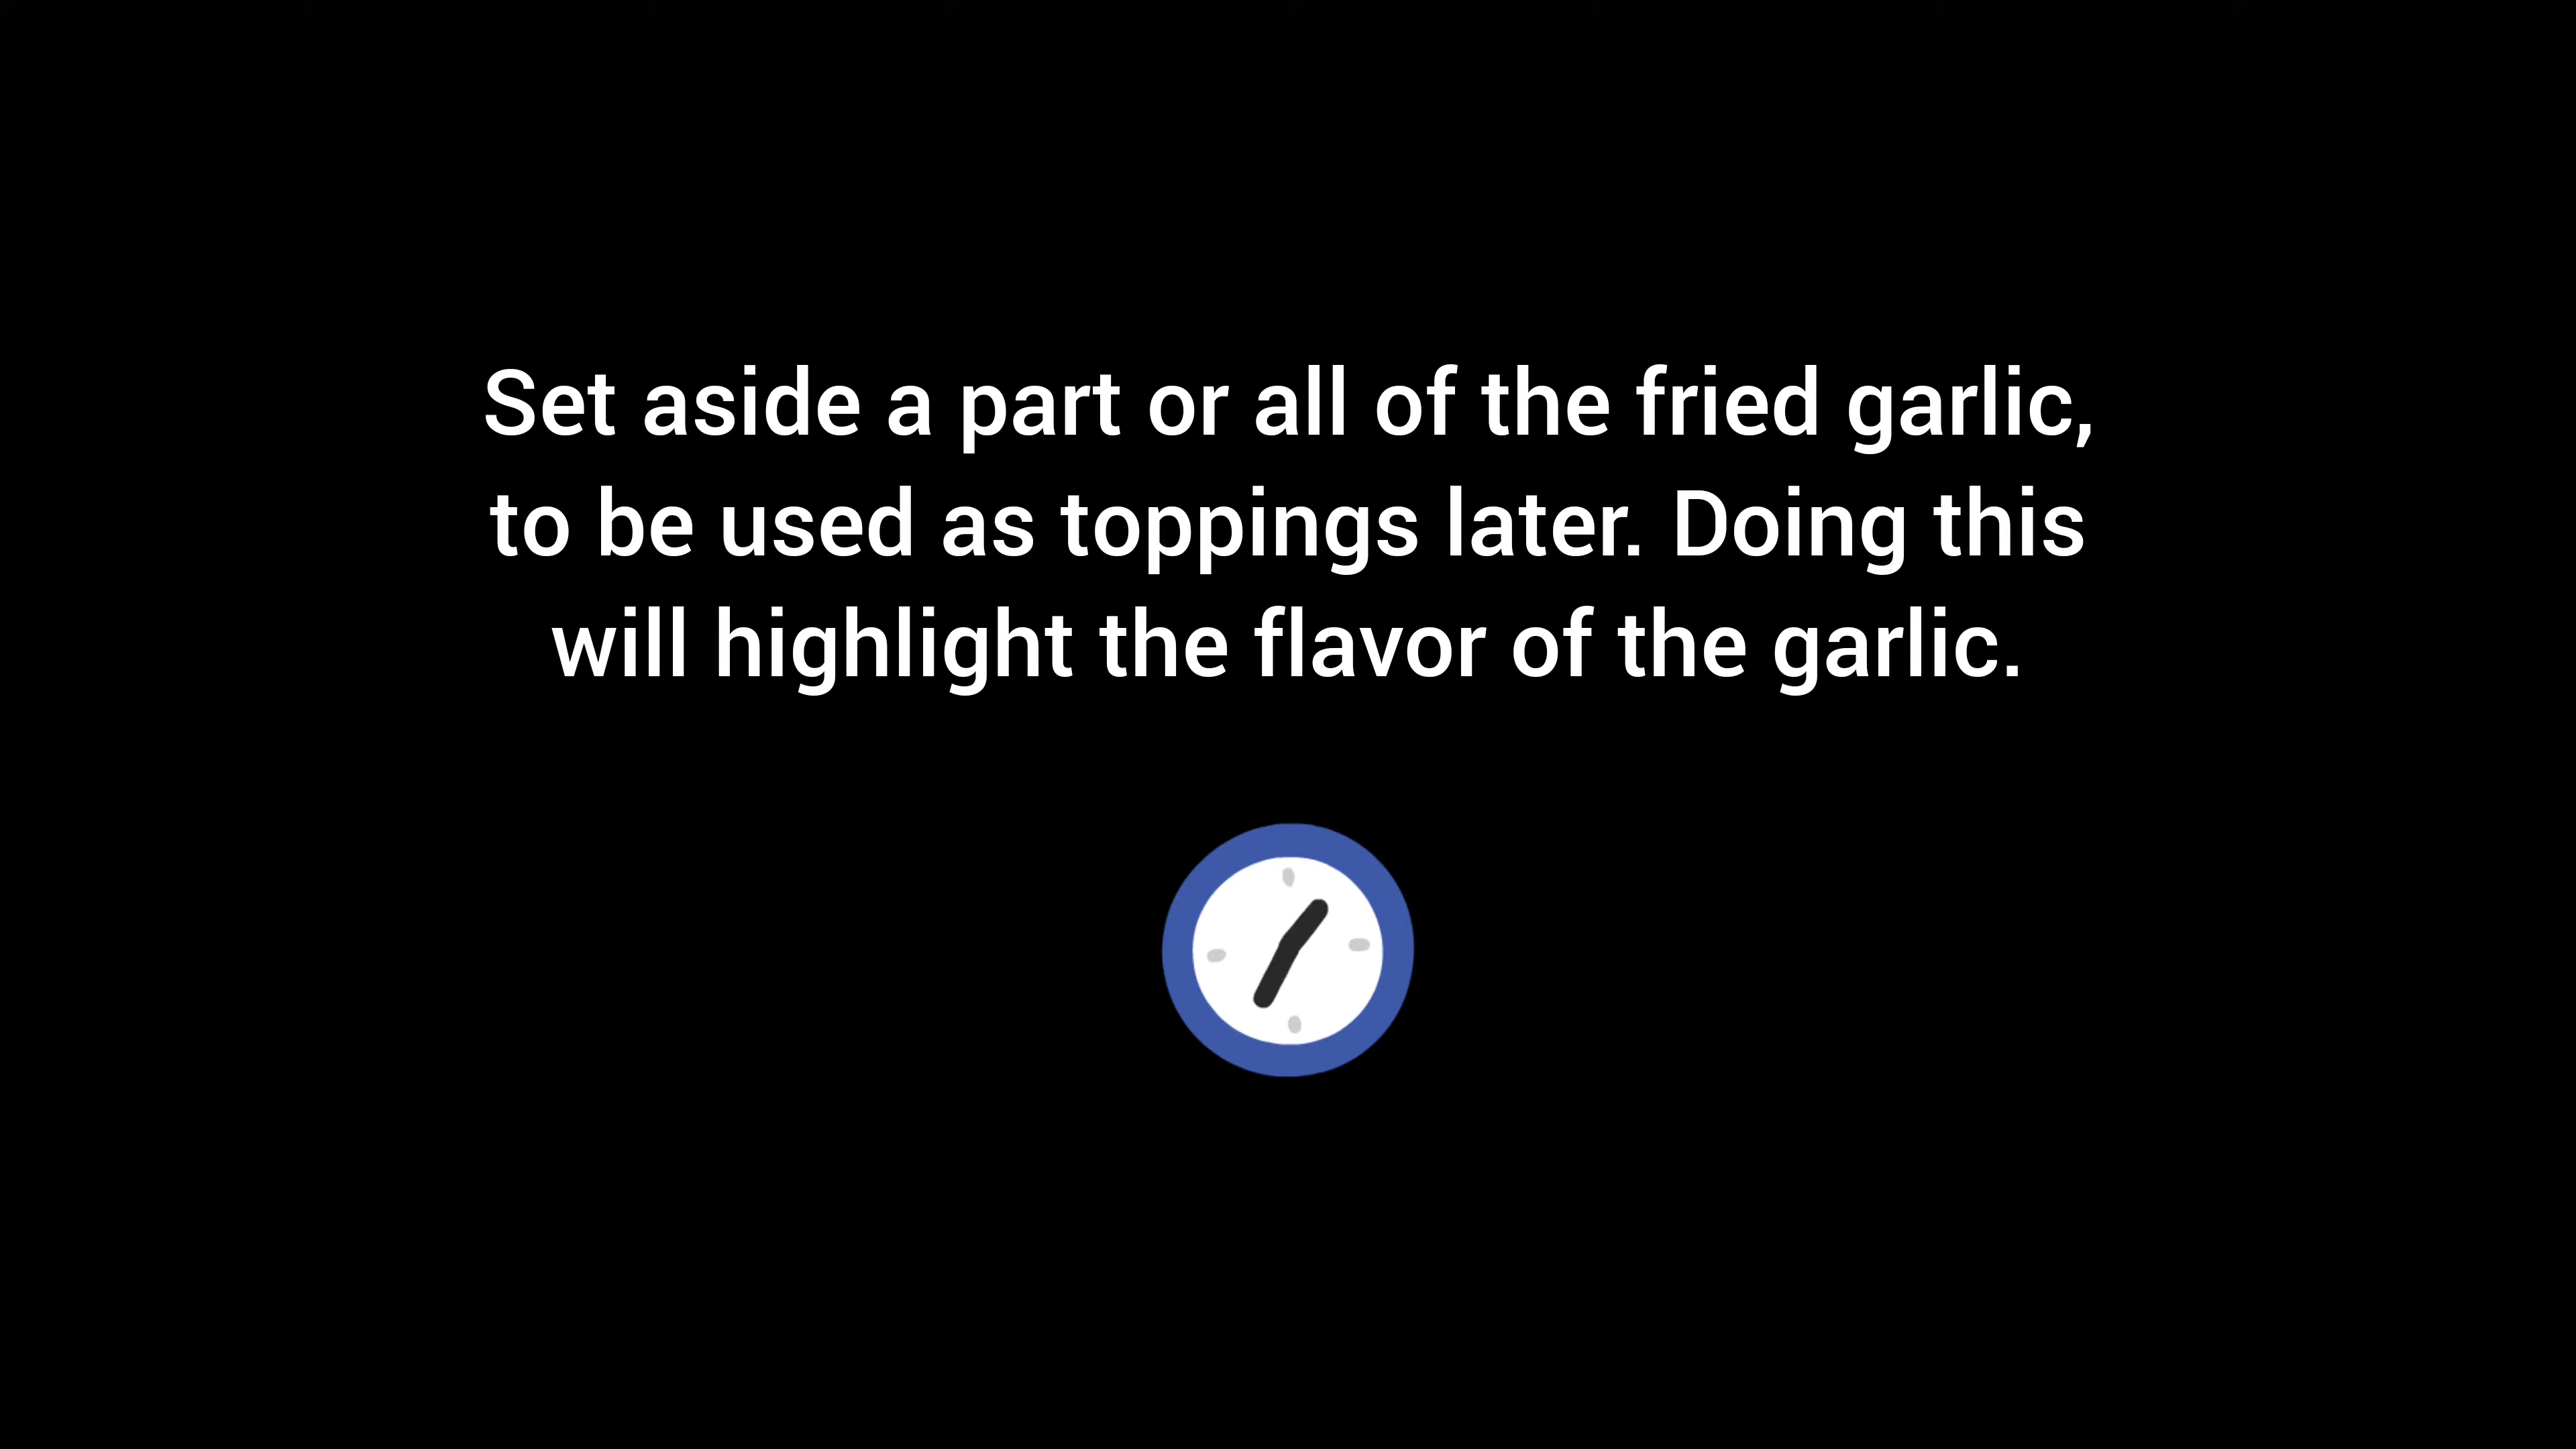 Set aside a part or all of the fried garlic,
to be used as toppings later. Doing this
will highlight the flavor of the garlic.